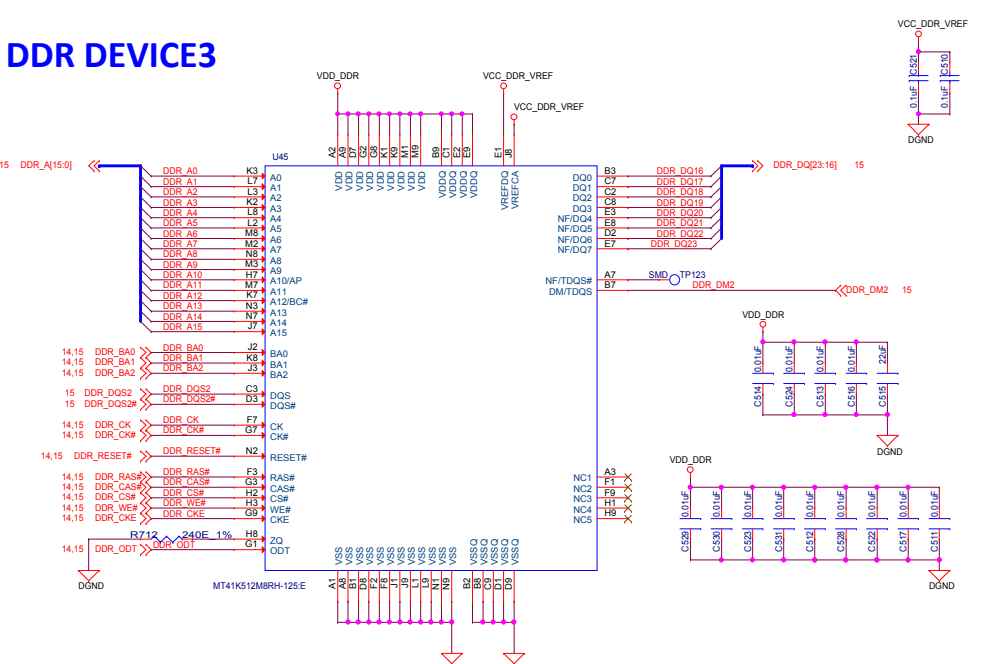 DDR DEVICE3
VCC_DDR_VREF
C521
C510
0.1uF
0.1uF
DGND
VDD_DDR
VCC_DDR_VREF
VCC_DDR_VREF
A2 A9 D7 G2 G8 K1 K9 M1 M9 B9 C1 E2 E9 E1 J8
U45
VDD VDD VDD VDD VDD VDD VDD VDD VDD VDDQ VDDQ VDDQ VDDQ VREFDQ VREFCA
15 DDR_A[15:0]
DDR_A0 K3 A0
DDR_A1 L7 A1
DDR_A2 L3 A2
DDR_A3 K2 A3
DDR_A4 L8 A4
DDR_A5 L2 A5
DDR_A6 M8 A6
DDR_A7 M2 A7
DDR_A8 N8 A8
DDR_A9 M3 A9
DDR_A10 H7 A10/AP
DDR_A11 M7 A11
DDR_A12 K7 A12/BC#
DDR_A13 N3 A13
DDR_A14 N7 A14
DDR_A15 J7 A15
14,15 DDR_BA0 DDR_BA0 J2 BA0
14,15 DDR_BA1 DDR_BA1 K8 BA1
14,15 DDR_BA2 DDR_BA2 J3 BA2
15 DDR_DQS2 DDR_DQS2 C3 DQS
15 DDR_DQS2# DDR_DQS2# D3 DQS#
14,15 DDR_CK DDR_CK F7 CK
14,15 DDR_CK# DDR_CK# G7 CK#
14,15 DDR_RESET# DDR_RESET# N2 RESET#
14,15 DDR_RAS# DDR_RAS# F3 RAS#
14,15 DDR_CAS# DDR_CAS# G3 CAS#
14,15 DDR_CS# DDR_CS# H2 CS#
14,15 DDR_WE# DDR_WE# H3 WE#
14,15 DDR_CKE DDR_CKE G9 CKE
R712 240E_1% H8 ZQ
14,15 DDR_ODT DDR_ODT G1 ODT
DGND
MT41K512M8RH-125:E
DQ0 B3 DDR_DQ16
DQ1 C7 DDR_DQ17
DQ2 C2 DDR_DQ18
DQ3 C8 DDR_DQ19
NF/DQ4 E3 DDR_DQ20
NF/DQ5 E8 DDR_DQ21
NF/DQ6 D2 DDR_DQ22
NF/DQ7 E7 DDR_DQ23
DDR_DQ[23:16] 15
NF/TDQS# A7 SMD TP123
DM/TDQS B7 DDR_DM2 DDR_DM2 15
NC1 A3
NC2 F1
NC3 F9
NC4 H1
NC5 H9
VSS VSS VSS VSS VSS VSS VSS VSS VSS VSS VSS VSS VSSQ VSSQ VSSQ VSSQ VSSQ
A1 A8 B1 D8 F2 F8 J1 J9 L1 L9 N1 N9 B2 B8 C9 D1 D9
VDD_DDR
0.01uF 0.01uF 0.01uF 0.01uF 22uF
C514 C524 C513 C516 C515
DGND
VDD_DDR
0.01uF 0.01uF 0.01uF 0.01uF 0.01uF 0.01uF 0.01uF 0.01uF 0.01uF
C529 C530 C523 C531 C512 C528 C522 C517 C511
DGND